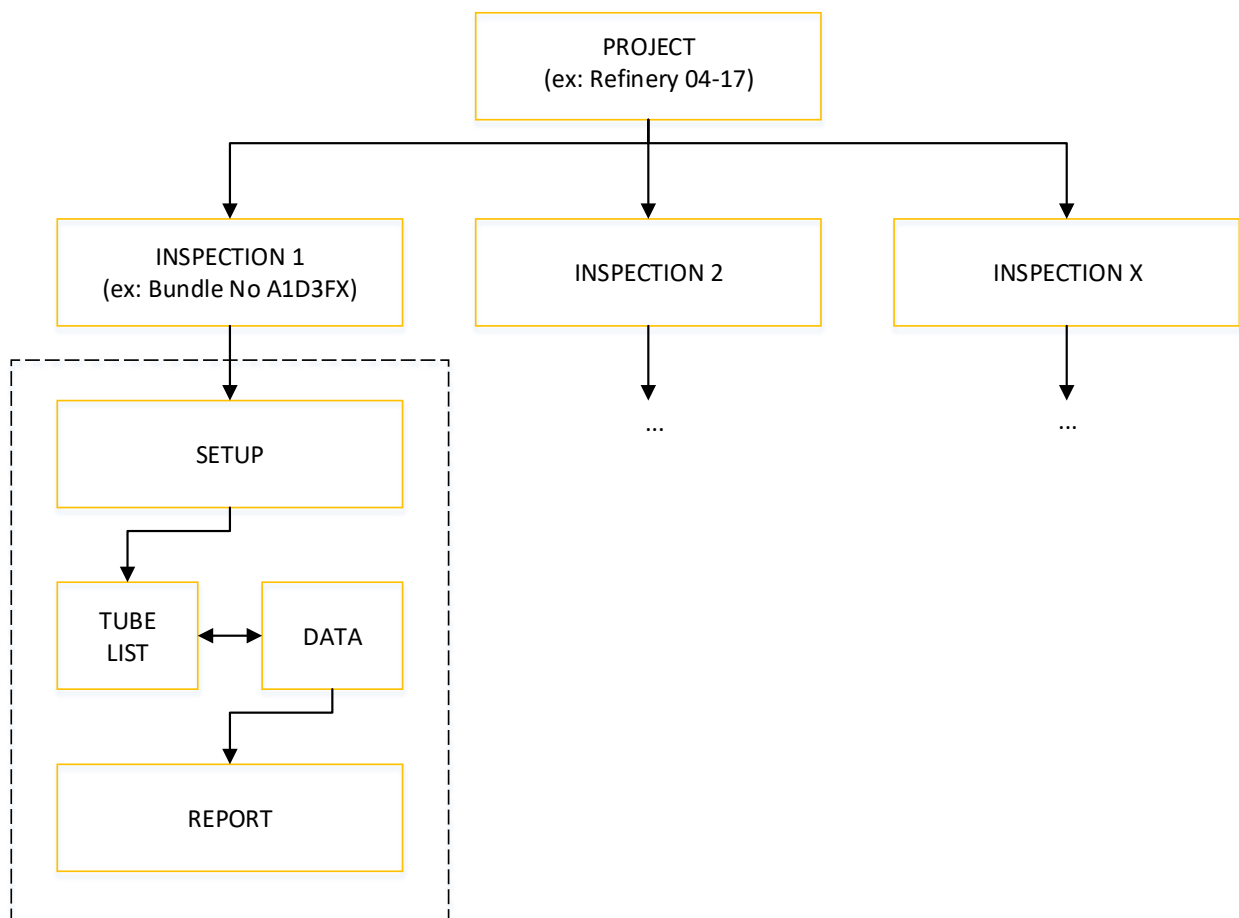 PROJECT
(ex: Refinery 04-17)
INSPECTION 1
(ex: Bundle No A1D3FX)
INSPECTION 2
INSPECTION X
SETUP
...
...
TUBE
LIST
DATA
REPORT